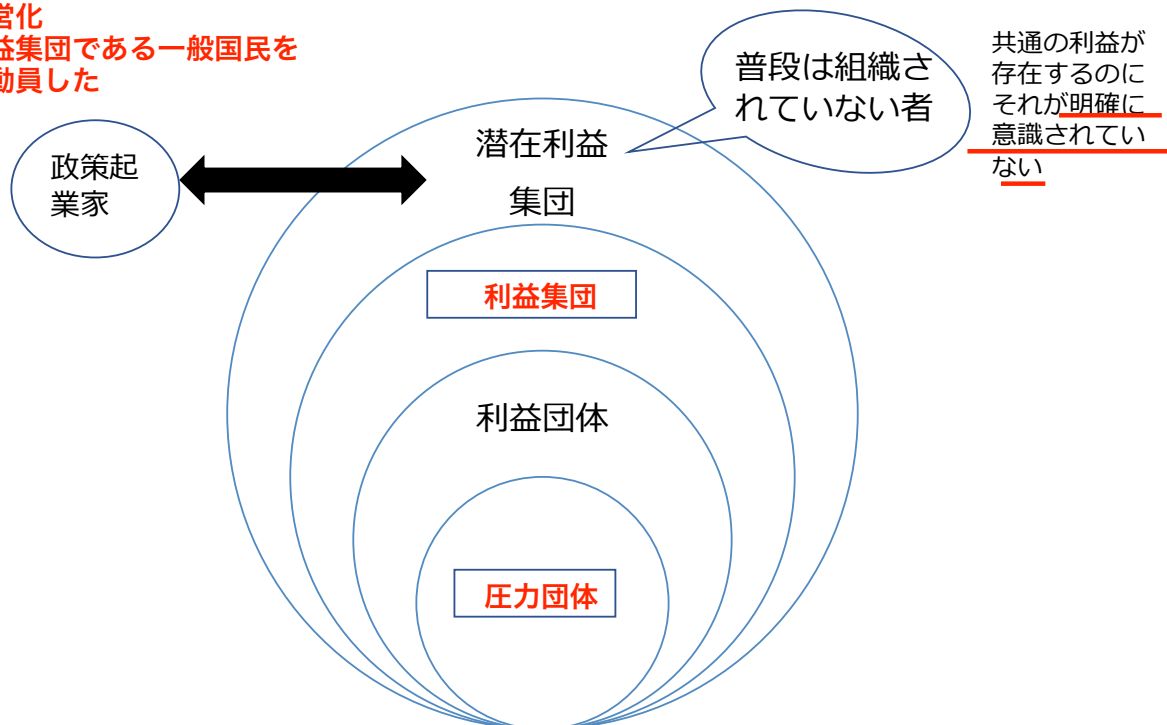 営化
益集団である一般国民を
動員した
政策起
業家
潜在利益
集団
普段は組織さ
れていない者
共通の利益が
存在するのに
それが明確に
意識されてい
ない
利益集団
利益団体
圧力団体